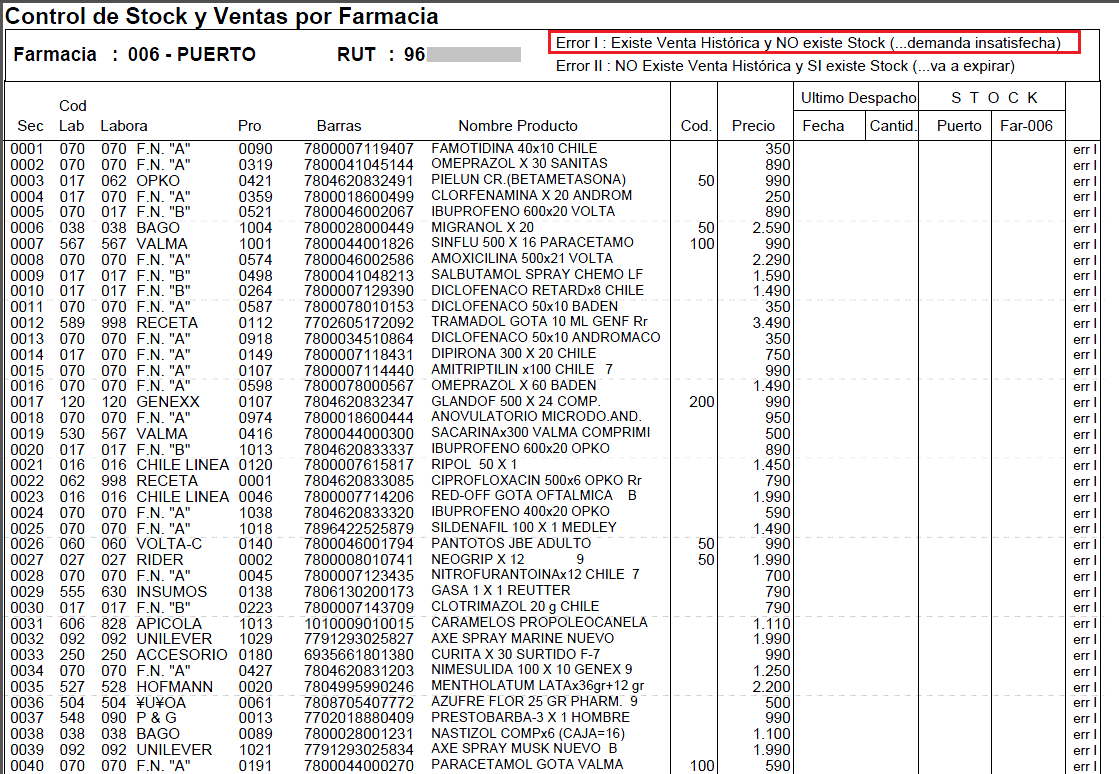 Control de Stock y Ventas por Farmacia
Farmacia : 006 - PUERTO RUT : 96
Error I : Existe Venta Histórica y NO existe Stock (...demanda insatisfecha)
Error II : NO Existe Venta Histórica y SI existe Stock (...va a expirar)
Cod Ultimo Despacho S T O C K
Sec Lab Labora Pro Barras Nombre Producto Cod. Precio Fecha Cantid. Puerto Far-006
0001 070 070 F.N. "A" 0090 7800007119407 FAMOTIDINA 40x10 CHILE 350 err I
0002 070 070 F.N. "A" 0319 7800041045144 OMEPRAZOL X 30 SANITAS 890 err I
0003 017 062 OPKO 0421 7804620832491 PIELUN CR.(BETAMETASONA) 50 990 err I
0004 017 070 F.N. "A" 0359 7800018600499 CLORFENAMINA X 20 ANDROM 250 err I
0005 070 017 F.N. "B" 0521 7800046002067 IBUPROFENO 600x20 VOLTA 890 err I
0006 038 038 BAGO 1004 7800028000449 MIGRANOL X 20 50 2.590 err I
0007 567 567 VALMA 1001 7800044001826 SINFLU 500 X 16 PARACETAMO 100 990 err I
0008 070 070 F.N. "A" 0574 7800046002586 AMOXICILINA 500x21 VOLTA 2.290 err I
0009 017 017 F.N. "B" 0498 7800041048213 SALBUTAMOL SPRAY CHEMO LF 1.590 err I
0010 017 017 F.N. "B" 0264 7800007129390 DICLOFENACO RETARDx8 CHILE 1.490 err I
0011 070 070 F.N. "A" 0587 7800078010153 DICLOFENACO 50x10 BADEN 350 err I
0012 589 998 RECETA 0112 7702605172092 TRAMADOL GOTA 10 ML GENF Rr 3.490 err I
0013 070 070 F.N. "A" 0918 7800034510864 DICLOFENACO 50x10 ANDROMACO 350 err I
0014 017 070 F.N. "A" 0149 7800007118431 DIPIRONA 300 X 20 CHILE 750 err I
0015 070 070 F.N. "A" 0107 7800007114440 AMITRIPTILIN x100 CHILE 7 990 err I
0016 070 070 F.N. "A" 0598 7800078000567 OMEPRAZOL X 60 BADEN 1.490 err I
0017 120 120 GENEXX 0107 7804620832347 GLANDOF 500 X 24 COMP. 200 990 err I
0018 070 070 F.N. "A" 0974 7800018600444 ANOVULATORIO MICRODO.AND. 950 err I
0019 530 567 VALMA 0416 7800044000300 SACARINAx300 VALMA COMPRIMI 500 err I
0020 017 017 F.N. "B" 1013 7804620833337 IBUPROFENO 600x20 OPKO 890 err I
0021 016 016 CHILE LINEA 0120 7800007615817 RIPOL 50 X 1 1.450 err I
0022 062 998 RECETA 0001 7804620833085 CIPROFLOXACIN 500x6 OPKO Rr 790 err I
0023 016 016 CHILE LINEA 0046 7800007714206 RED-OFF GOTA OFTALMICA B 1.990 err I
0024 070 070 F.N. "A" 1038 7804620833320 IBUPROFENO 400x20 OPKO 590 err I
0025 070 070 F.N. "A" 1018 7896422525879 SILDENAFIL 100 X 1 MEDLEY 1.490 err I
0026 060 060 VOLTA-C 0140 7800046001794 PANTOTOS JBE ADULTO 50 990 err I
0027 027 027 RIDER 0002 7800008010741 NEOGRIP X 12 9 50 1.990 err I
0028 070 070 F.N. "A" 0045 7800007123435 NITROFURANTOINAx12 CHILE 7 700 err I
0029 555 630 INSUMOS 0138 7806130200173 GASA 1 X 1 REUTTER 790 err I
0030 017 017 F.N. "B" 0223 7800007143709 CLOTRIMAZOL 20 g CHILE 790 err I
0031 606 828 APICOLA 1013 1010009010015 CARAMELOS PROPOLEOCANELA 1.110 err I
0032 092 092 UNILEVER 1029 7791293025827 AXE SPRAY MARINE NUEVO 1.990 err I
0033 250 250 ACCESORIO 0180 6935661801380 CURITA X 30 SURTIDO F-7 990 err I
0034 070 070 F.N. "A" 0427 7804620831203 NIMESULIDA 100 X 10 GENEX 9 1.250 err I
0035 527 528 HOFMANN 0020 7804995990246 MENTHOLATUM LATAx36gr+12 gr 2.200 err I
0036 504 504 ¥U¥OA 0061 7808705407772 AZUFRE FLOR 25 GR PHARM. 9 500 err I
0037 548 090 P & G 0013 7702018880409 PRESTOBARBA-3 X 1 HOMBRE 990 err I
0038 038 038 BAGO 0089 7780028001231 NASTIZOL COMPx6 (CAJA=16) 1.100 err I
0039 092 092 UNILEVER 1021 7791293025834 AXE SPRAY MUSK NUEVO B 1.990 err I
0040 070 070 F.N. "A" 0191 7800044000270 PARACETAMOL GOTA VALMA 100 590 err I